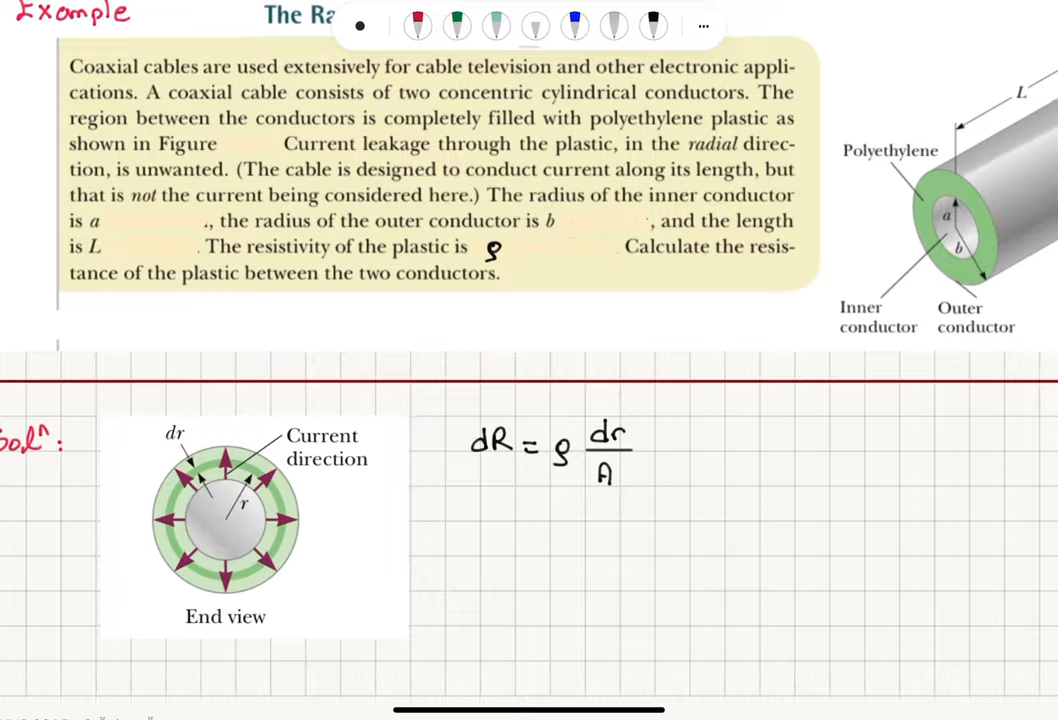 Example
The Ra
Coaxial cables are used extensively for cable television and other electronic appli-
cations. A coaxial cable consists of two concentric cylindrical conductors. The
region between the conductors is completely filled with polyethylene plastic as
shown in Figure Current leakage through the plastic, in the radial direc-
tion, is unwanted. (The cable is designed to conduct current along its length, but
that is not the current being considered here.) The radius of the inner conductor
is a ., the radius of the outer conductor is b , and the length
is L . The resistivity of the plastic is ρ Calculate the resis-
tance of the plastic between the two conductors.
L
Polyethylene
a
b
Inner
conductor
Outer
conductor
Solⁿ:
dr
Current
direction
r
End view
dR = ρ dr/A